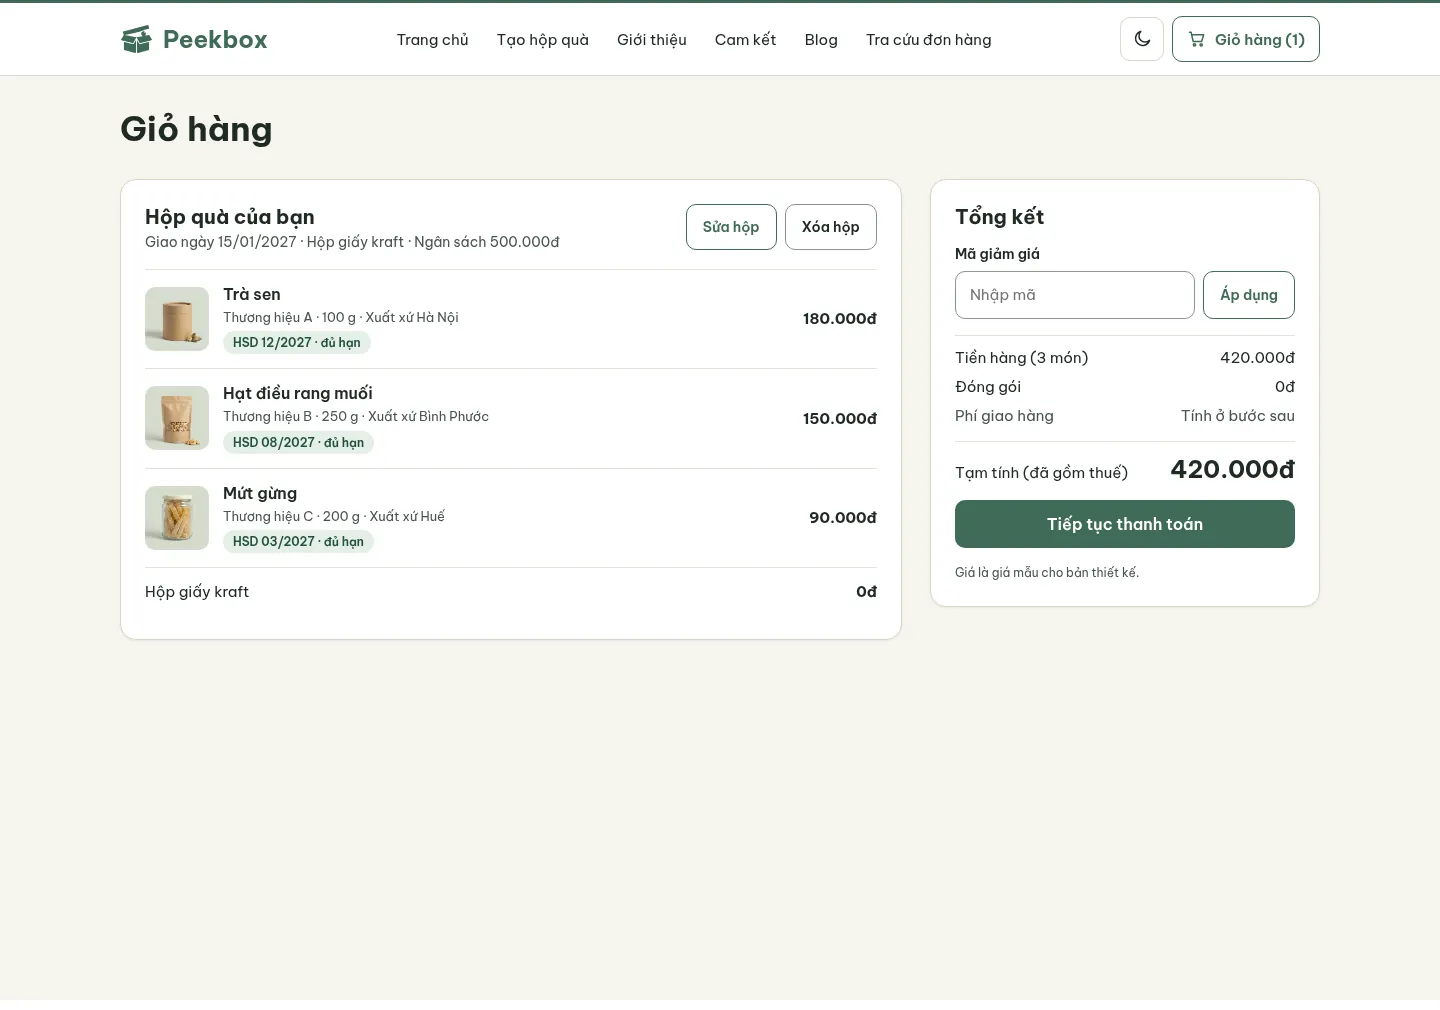 Peekbox
Trang chủ
Tạo hộp quà
Giới thiệu
Cam kết
Blog
Tra cứu đơn hàng
Giỏ hàng (1)
Giỏ hàng
Hộp quà của bạn
Giao ngày 15/01/2027 · Hộp giấy kraft · Ngân sách 500.000đ
Sửa hộp
Xóa hộp
Trà sen
Thương hiệu A · 100 g · Xuất xứ Hà Nội
HSD 12/2027 · đủ hạn
180.000đ
Hạt điều rang muối
Thương hiệu B · 250 g · Xuất xứ Bình Phước
HSD 08/2027 · đủ hạn
150.000đ
Mứt gừng
Thương hiệu C · 200 g · Xuất xứ Huế
HSD 03/2027 · đủ hạn
90.000đ
Hộp giấy kraft
0đ
Tổng kết
Mã giảm giá
Nhập mã
Áp dụng
Tiền hàng (3 món)
420.000đ
Đóng gói
0đ
Phí giao hàng
Tính ở bước sau
Tạm tính (đã gồm thuế)
420.000đ
Tiếp tục thanh toán
Giá là giá mẫu cho bản thiết kế.